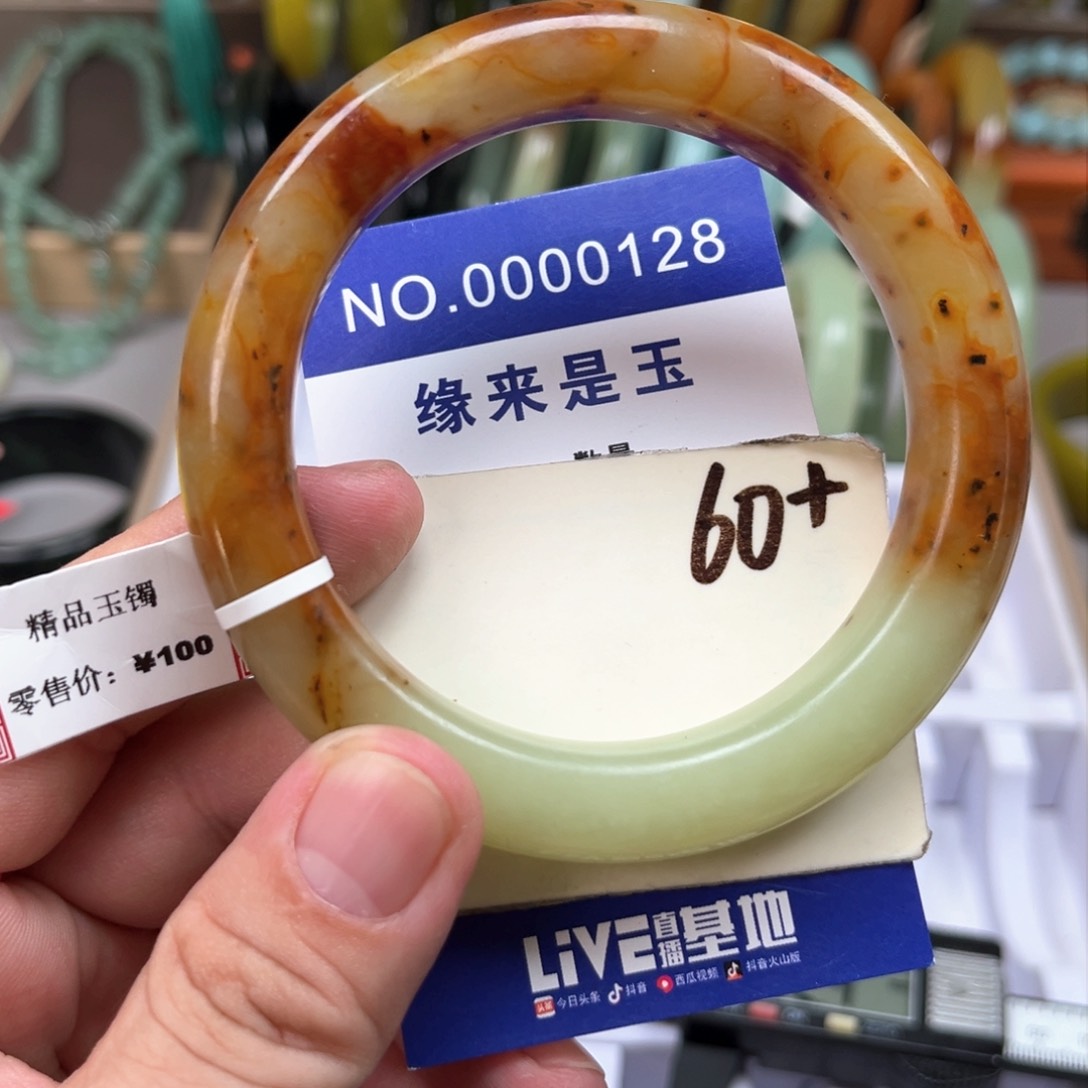 NO.0000128
缘来是玉
数量
60+
精品玉镯
零售价：¥100
LiVE直播基地
今日头条 抖音 西瓜视频 抖音火山版